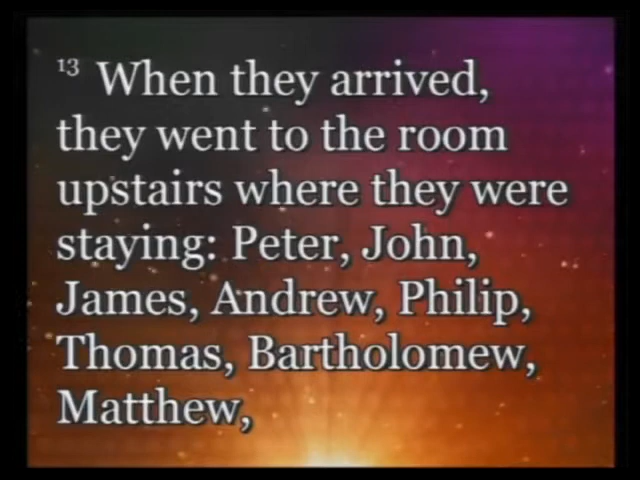 13 When they arrived,
they went to the room
upstairs where they were
staying: Peter, John,
James, Andrew, Philip,
Thomas, Bartholomew,
Matthew,